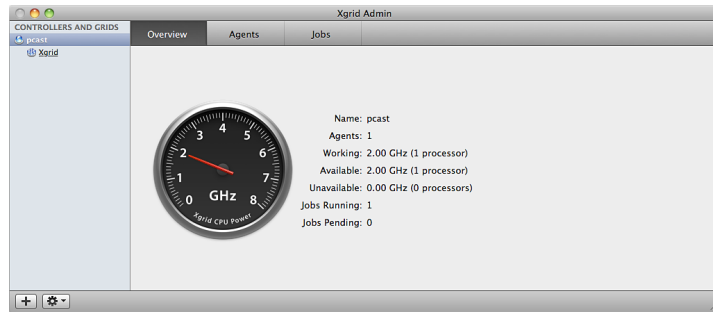 Xgrid Admin
CONTROLLERS AND GRIDS
pcast
Xgrid
Overview
Agents
Jobs
0
1
2
3
4
5
6
7
8
GHz
Xgrid CPU Power
Name: pcast
Agents: 1
Working: 2.00 GHz (1 processor)
Available: 2.00 GHz (1 processor)
Unavailable: 0.00 GHz (0 processors)
Jobs Running: 1
Jobs Pending: 0